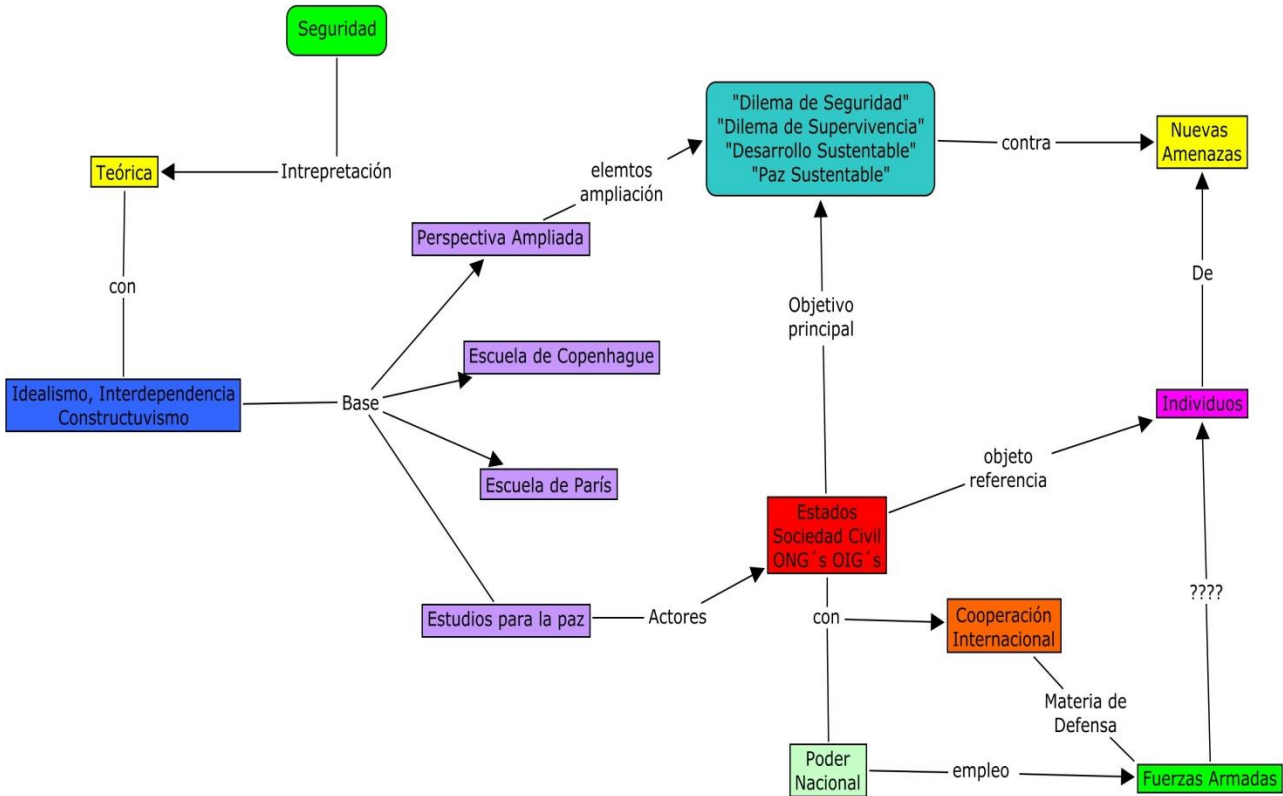 Seguridad
Teórica
Intrepretación
con
Idealismo, Interdependencia
Constructuvismo
Base
Perspectiva Ampliada
elemtos
ampliación
Escuela de Copenhague
Escuela de París
Estudios para la paz
Actores
"Dilema de Seguridad"
"Dilema de Supervivencia"
"Desarrollo Sustentable"
"Paz Sustentable"
contra
Nuevas
Amenazas
Objetivo
principal
De
Individuos
objeto
referencia
Estados
Sociedad Civil
ONG´s OIG´s
con
Cooperación
Internacional
????
Materia de
Defensa
Poder
Nacional
empleo
Fuerzas Armadas